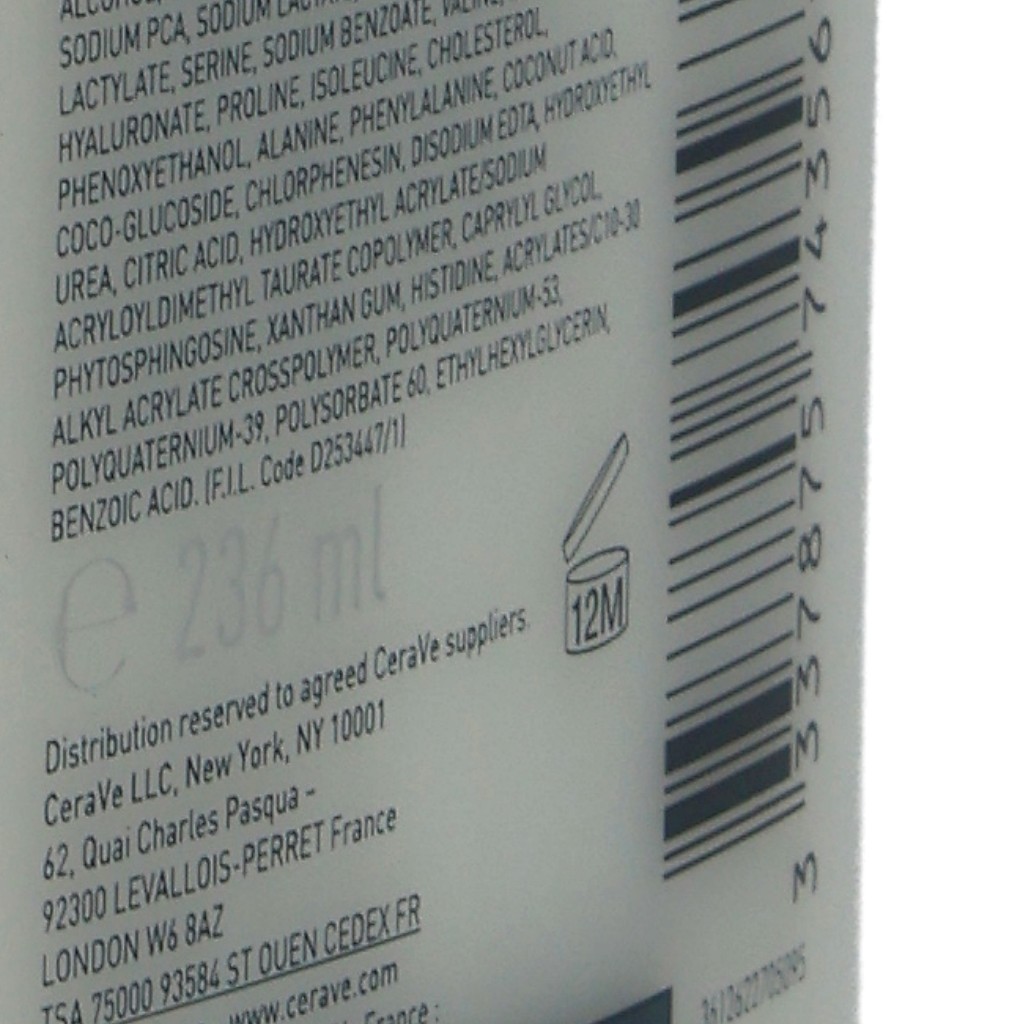 SODIUM PCA, SODIUM
LACTYLATE, SERINE, SODIUM BENZOATE, VALINE,
HYALURONATE, PROLINE, ISOLEUCINE, CHOLESTEROL,
PHENOXYETHANOL, ALANINE, PHENYLALANINE, COCONUT ACID,
COCO-GLUCOSIDE, CHLORPHENESIN, DISODIUM EDTA, HYDROXYETHYL
UREA, CITRIC ACID, HYDROXYETHYL ACRYLATE/SODIUM
ACRYLOYLDIMETHYL TAURATE COPOLYMER, CAPRYLYL GLYCOL,
PHYTOSPHINGOSINE, XANTHAN GUM, HISTIDINE, ACRYLATES/C10-30
ALKYL ACRYLATE CROSSPOLYMER, POLYQUATERNIUM-53,
POLYQUATERNIUM-39, POLYSORBATE 60, ETHYLHEXYLGLYCERIN,
BENZOIC ACID. (F.I.L. Code D253447/1)
e 236 ml
12M
Distribution reserved to agreed CeraVe suppliers.
CeraVe LLC, New York, NY 10001
62, Quai Charles Pasqua -
92300 LEVALLOIS-PERRET France
LONDON W6 8AZ
TSA 75000 93584 ST OUEN CEDEX FR
www.cerave.com
France :
3 337875 74356